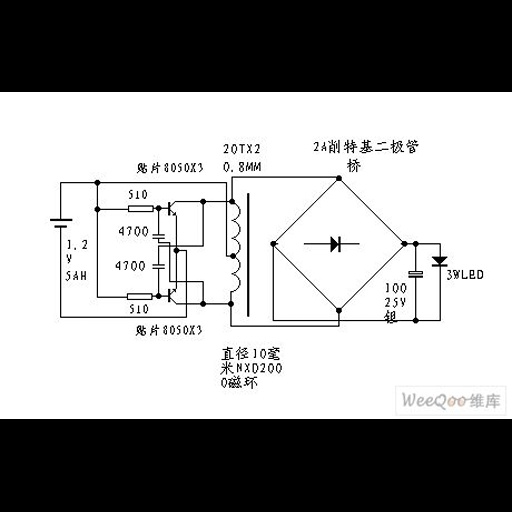 20TX2
0.8MM
2A削特基二极管
桥
贴片8050X3
510
4700
4700
510
1.2
V
5AH
贴片8050X3
3WLED
100
25V
钽
直径10毫
米NXD200
0磁环
WeeQoo维库